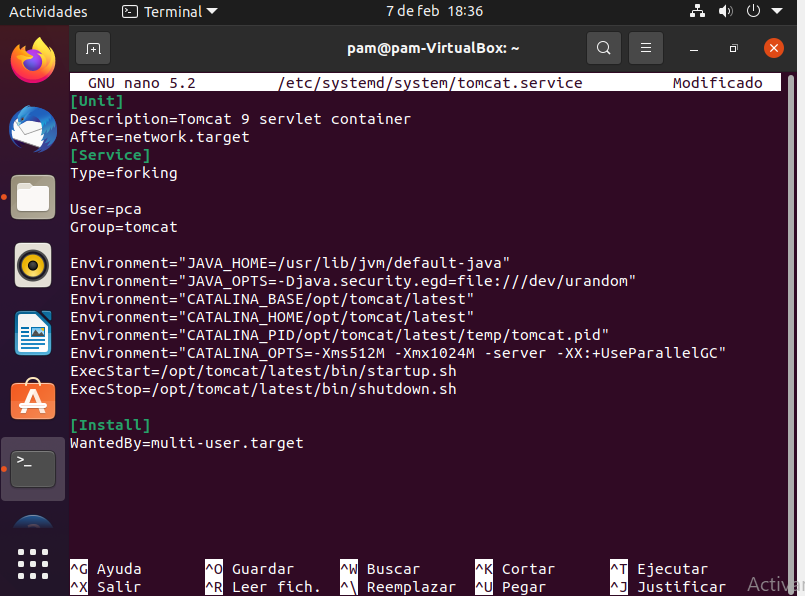 Actividades Terminal 7 de feb 18:36
pam@pam-VirtualBox: ~
GNU nano 5.2 /etc/systemd/system/tomcat.service Modificado
[Unit]
Description=Tomcat 9 servlet container
After=network.target
[Service]
Type=forking
User=pca
Group=tomcat
Environment="JAVA_HOME=/usr/lib/jvm/default-java"
Environment="JAVA_OPTS=-Djava.security.egd=file:///dev/urandom"
Environment="CATALINA_BASE/opt/tomcat/latest"
Environment="CATALINA_HOME/opt/tomcat/latest"
Environment="CATALINA_PID/opt/tomcat/latest/temp/tomcat.pid"
Environment="CATALINA_OPTS=-Xms512M -Xmx1024M -server -XX:+UseParallelGC"
ExecStart=/opt/tomcat/latest/bin/startup.sh
ExecStop=/opt/tomcat/latest/bin/shutdown.sh
[Install]
WantedBy=multi-user.target
^G Ayuda ^O Guardar ^W Buscar ^K Cortar ^T Ejecutar
^X Salir ^R Leer fich. ^\ Reemplazar ^U Pegar ^J Justificar